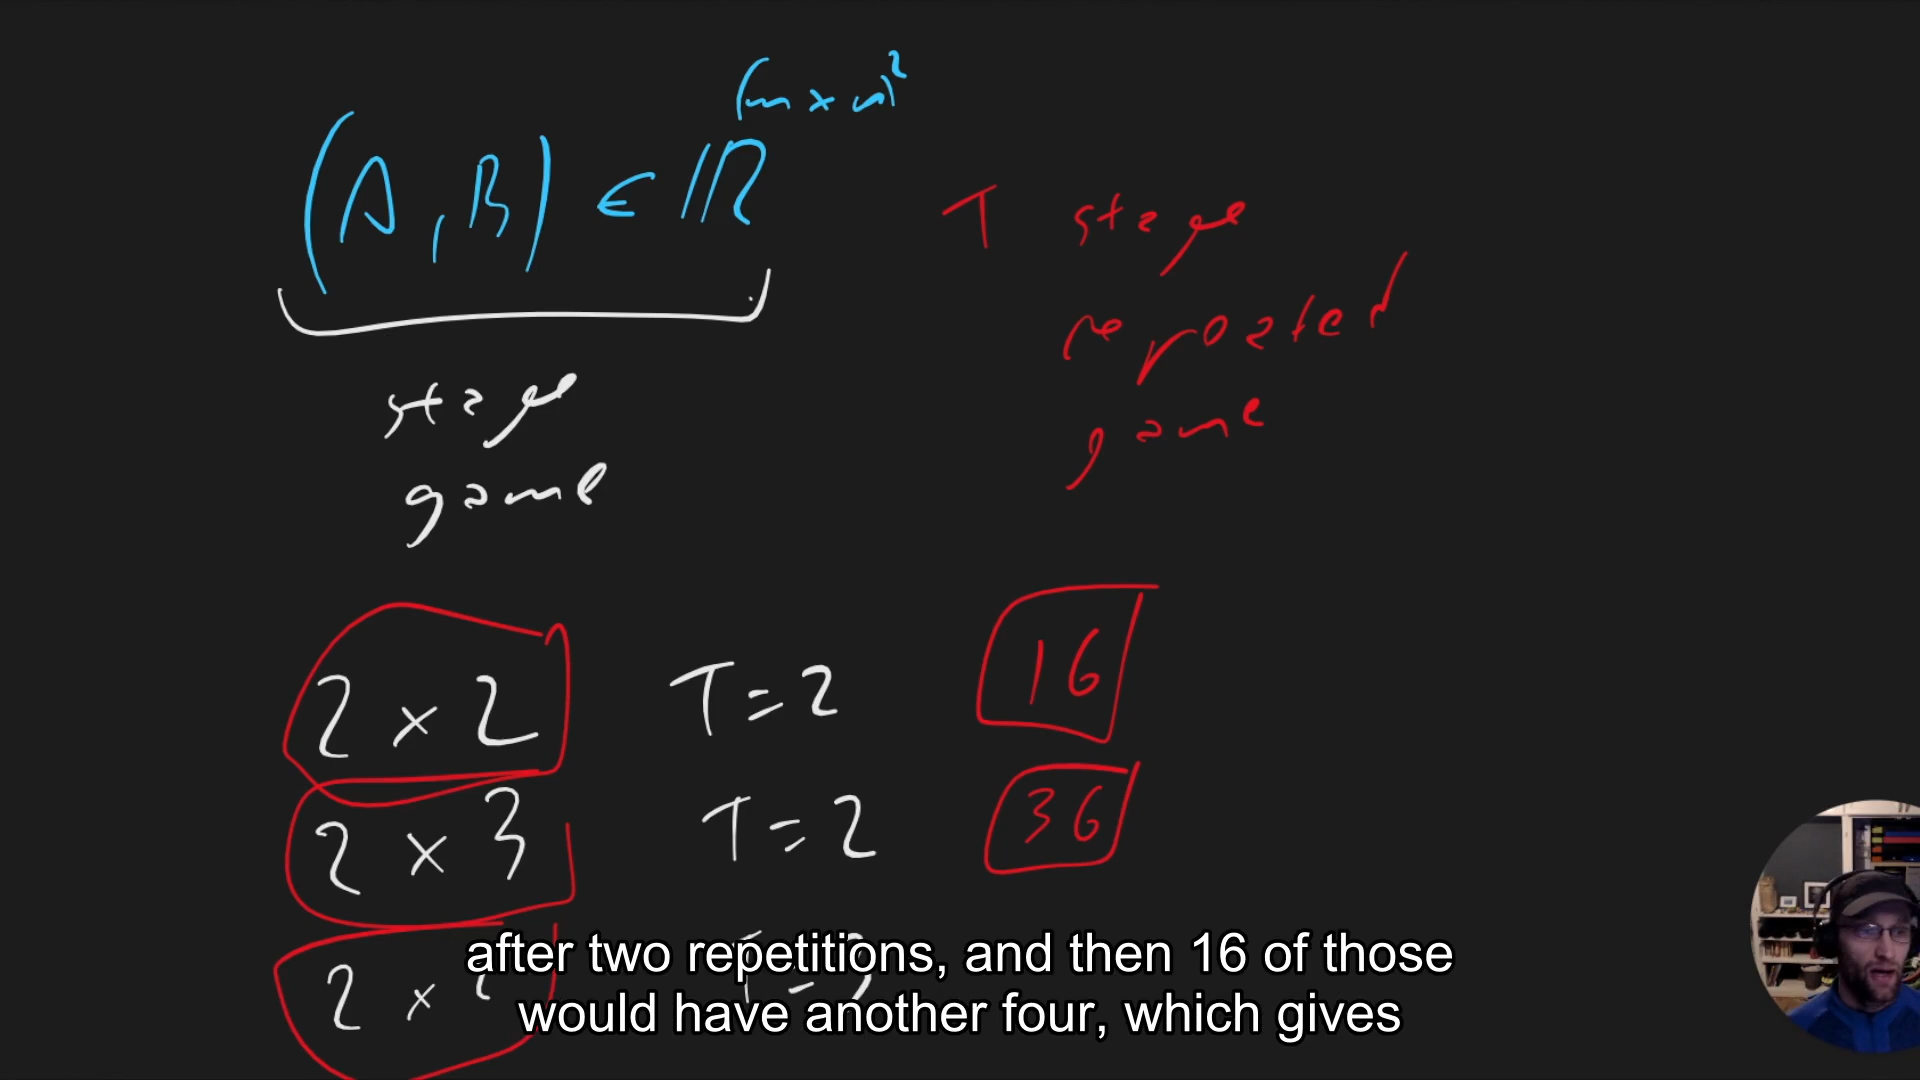 (A, B) ∈ ℝ^(m×n)²
stage
game
T stage
repeated
game
2 × 2 T = 2 16
2 × 3 T = 2 36
2 × 2
after two repetitions, and then 16 of those
would have another four, which gives